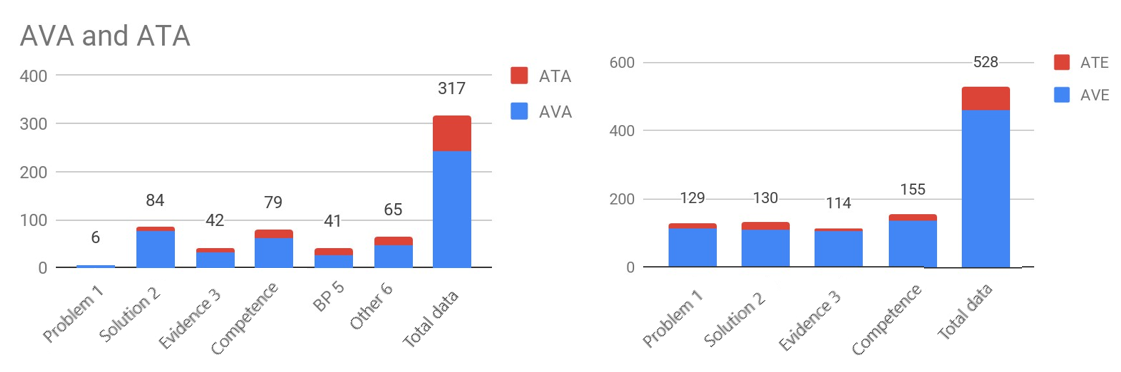 AVA and ATA
400
300
200
100
0
6
84
42
79
41
65
317
Problem 1
Solution 2
Evidence 3
Competence
BP 5
Other 6
Total data
ATA
AVA
600
400
200
0
129
130
114
155
528
Problem 1
Solution 2
Evidence 3
Competence
Total data
ATE
AVE